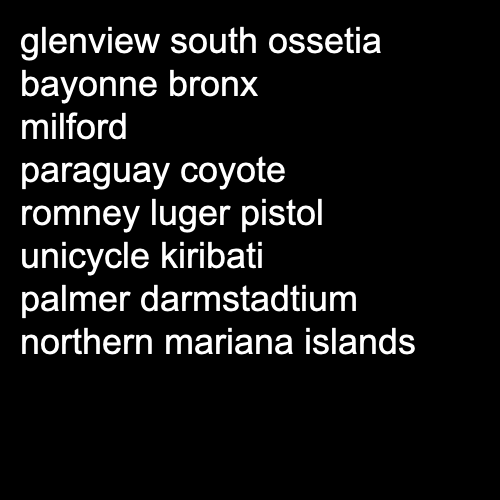 glenview south ossetia
bayonne bronx
milford
paraguay coyote
romney luger pistol
unicycle kiribati
palmer darmstadtium
northern mariana islands